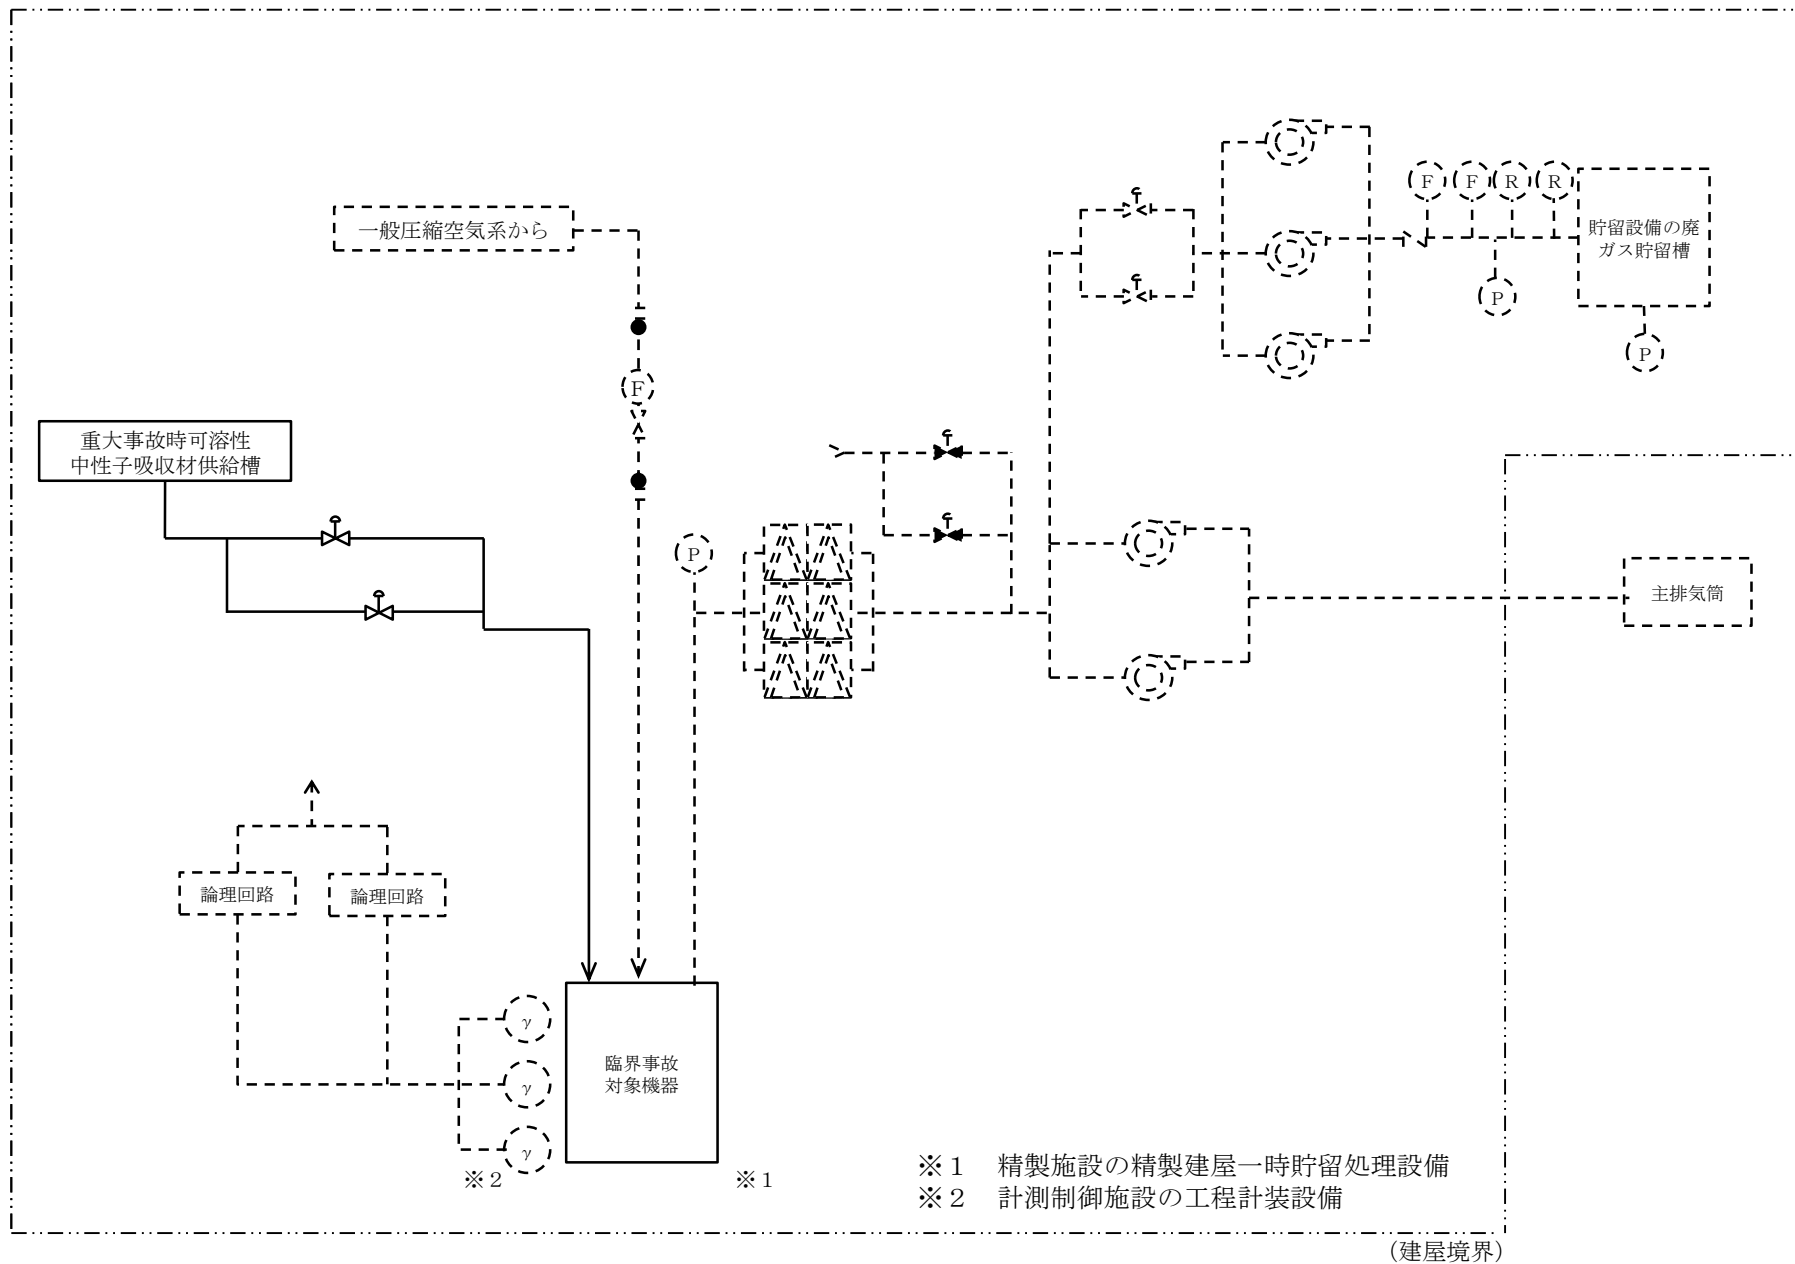 F F R R
貯留設備の廃
ガス貯留槽
一般圧縮空気系から
P
P
F
重大事故時可溶性
中性子吸収材供給槽
P
主排気筒
論理回路
論理回路
γ
臨界事故
対象機器
γ
γ
※2
※1
※1 精製施設の精製建屋一時貯留処理設備
※2 計測制御施設の工程計装設備
（建屋境界）